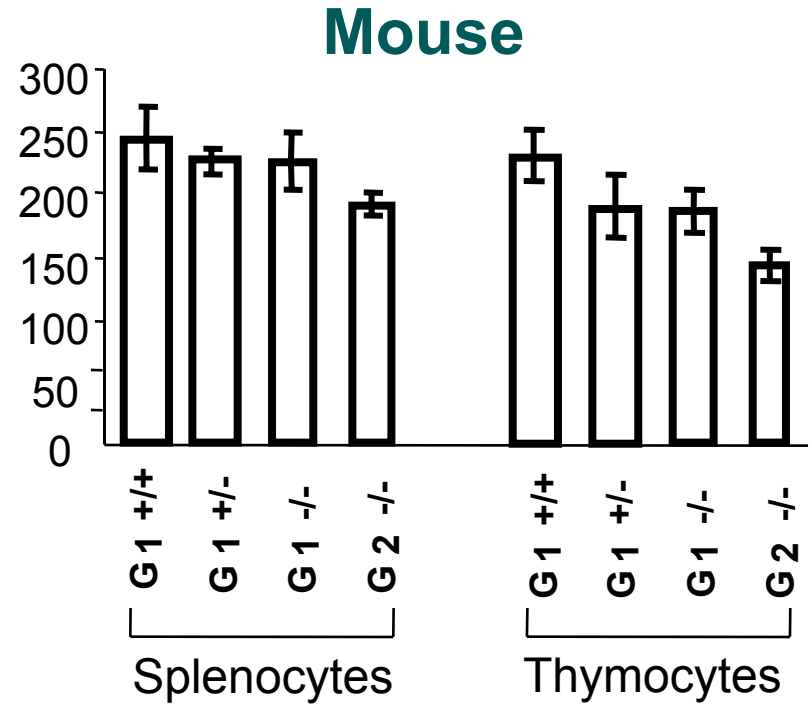 Mouse
300
250
200
150
100
50
0
G1 +/+
G1 +/-
G1 -/-
G2 -/-
G1 +/+
G1 +/-
G1 -/-
G2 -/-
Splenocytes
Thymocytes